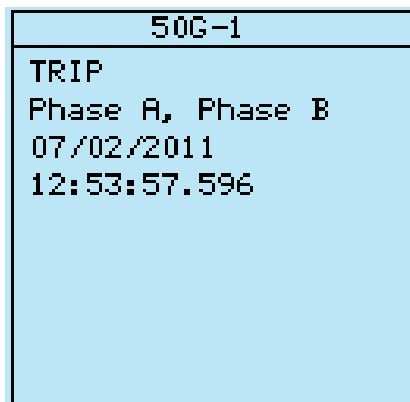 50G-1
TRIP
Phase A, Phase B
07/02/2011
12:53:57.596